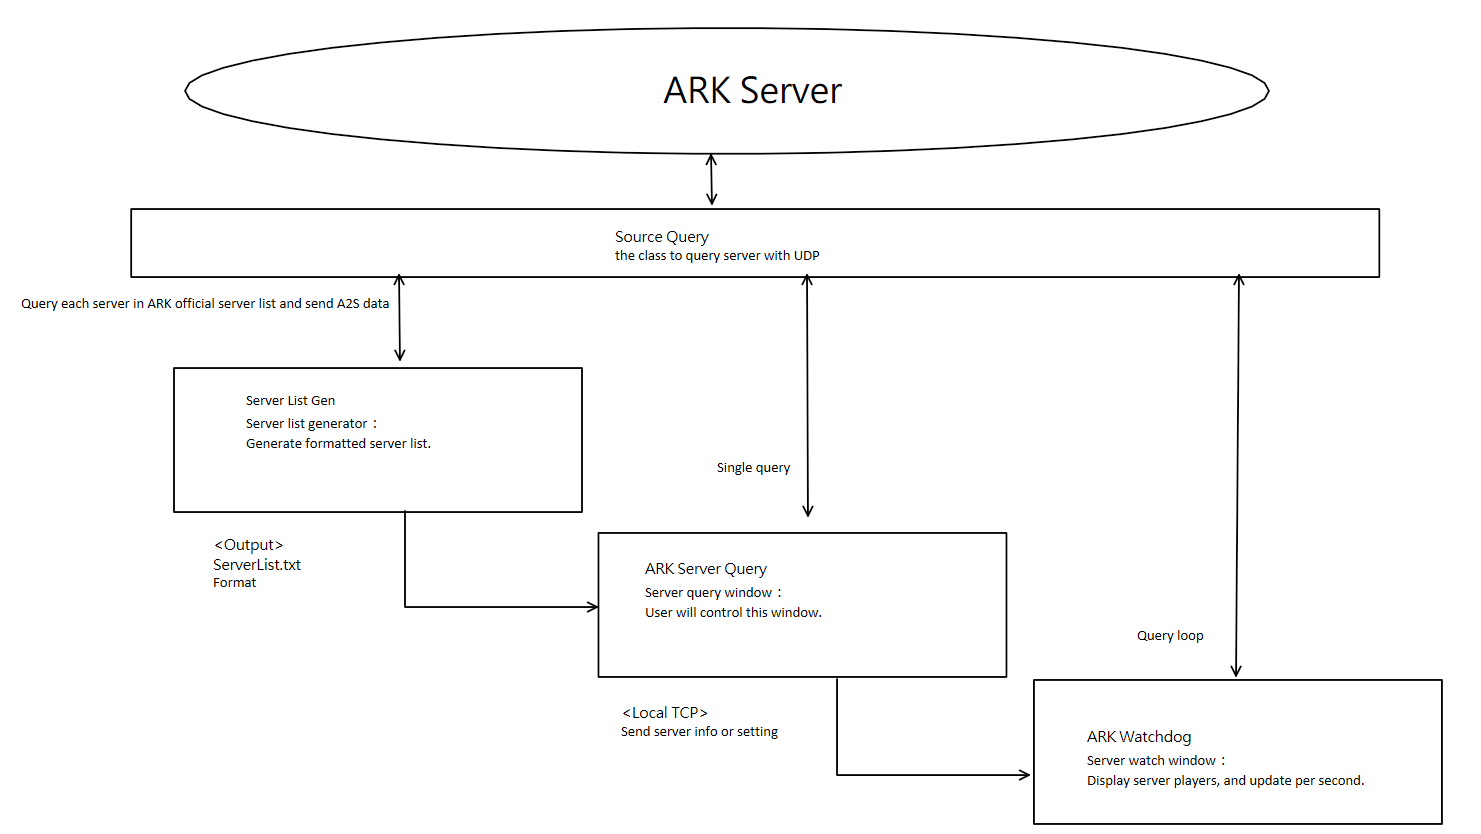 ARK Server
Source Query
the class to query server with UDP
Query each server in ARK official server list and send A2S data
Server List Gen
Server list generator：
Generate formatted server list.
Single query
<Output>
ServerList.txt
Format
ARK Server Query
Server query window：
User will control this window.
Query loop
<Local TCP>
Send server info or setting
ARK Watchdog
Server watch window：
Display server players, and update per second.